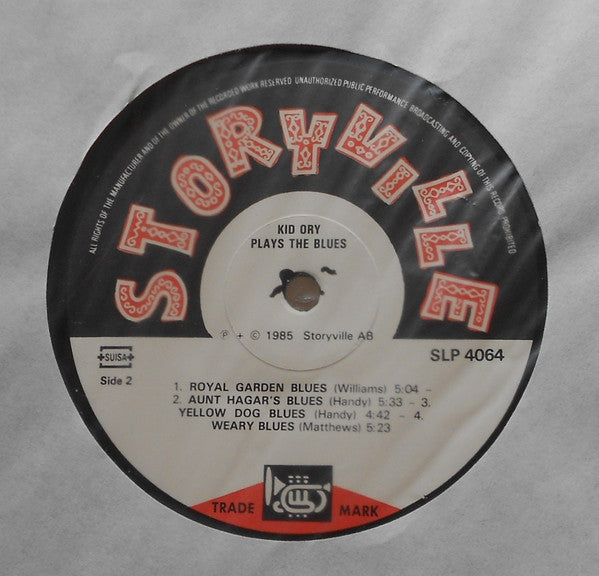 ALL RIGHTS OF THE MANUFACTURER AND OF THE OWNER OF THE RECORDED WORK RESERVED UNAUTHORIZED PUBLIC PERFORMANCE BROADCASTING AND COPYING OF THIS RECORD PROHIBITED
STORYVILLE
KID ORY
PLAYS THE BLUES
℗ + © 1985 Storyville AB
SUISA
SLP 4064
Side 2
1. ROYAL GARDEN BLUES (Williams) 5:04 –
2. AUNT HAGAR'S BLUES (Handy) 5:33 – 3.
YELLOW DOG BLUES (Handy) 4:42 – 4.
WEARY BLUES (Matthews) 5:23
TRADE MARK